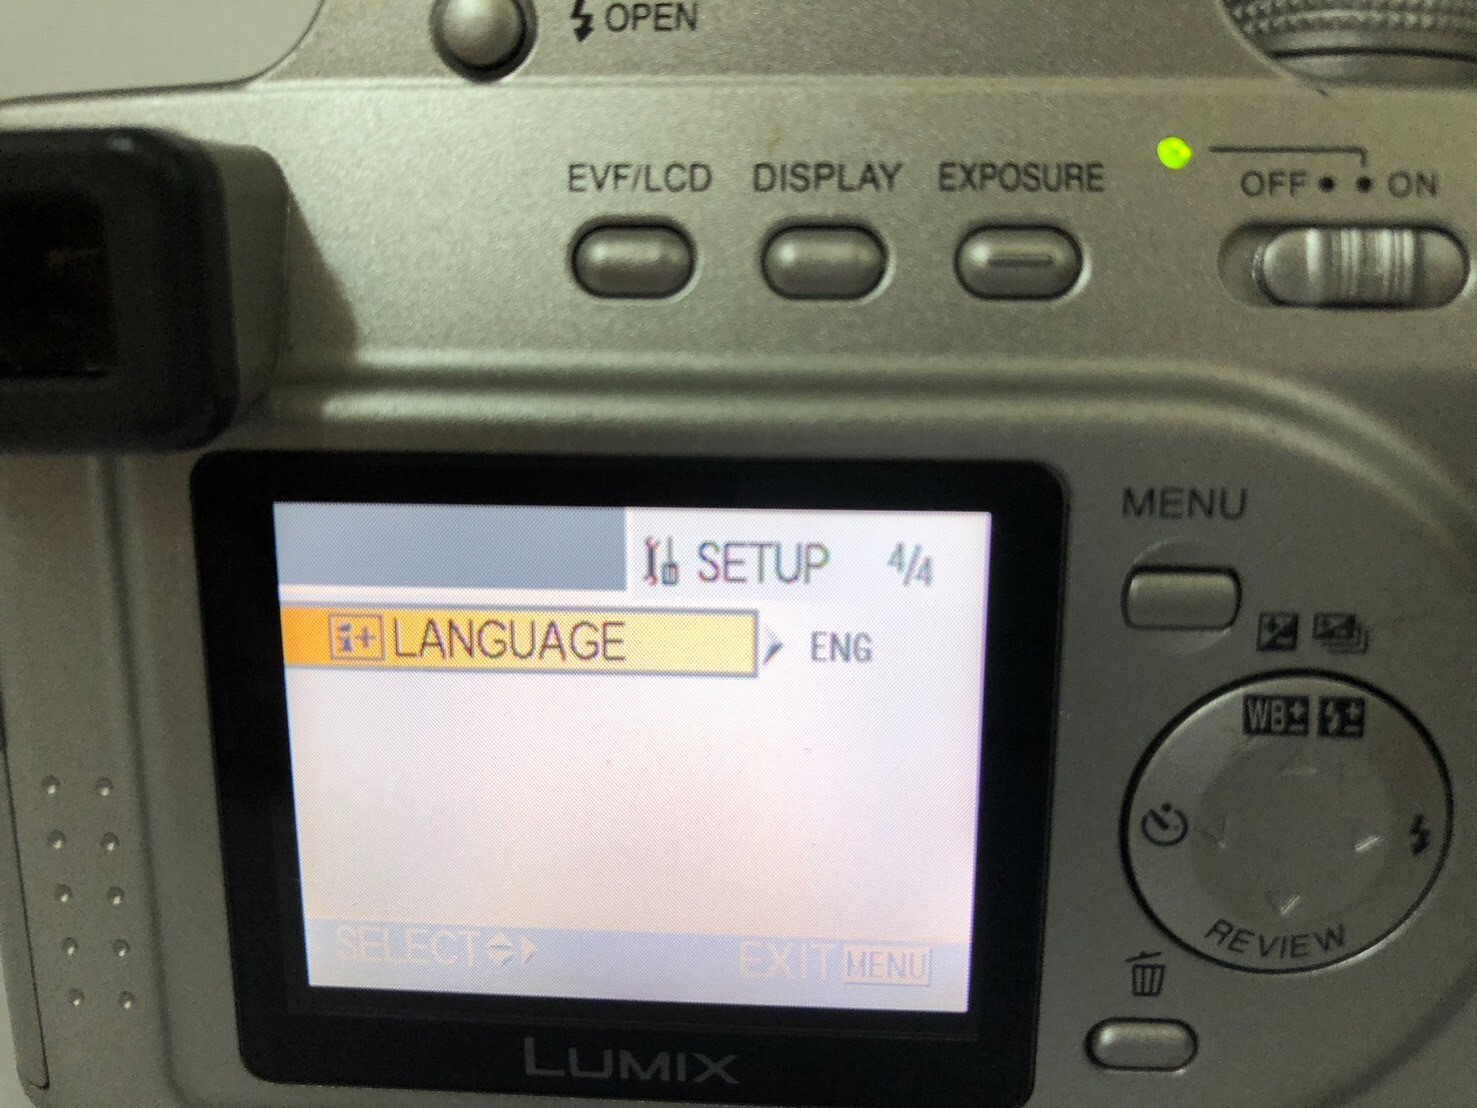 OPEN
EVF/LCD DISPLAY EXPOSURE
OFF ON
MENU
SETUP 4/4
LANGUAGE ENG
WB±
SELECT EXIT MENU
REVIEW
LUMIX